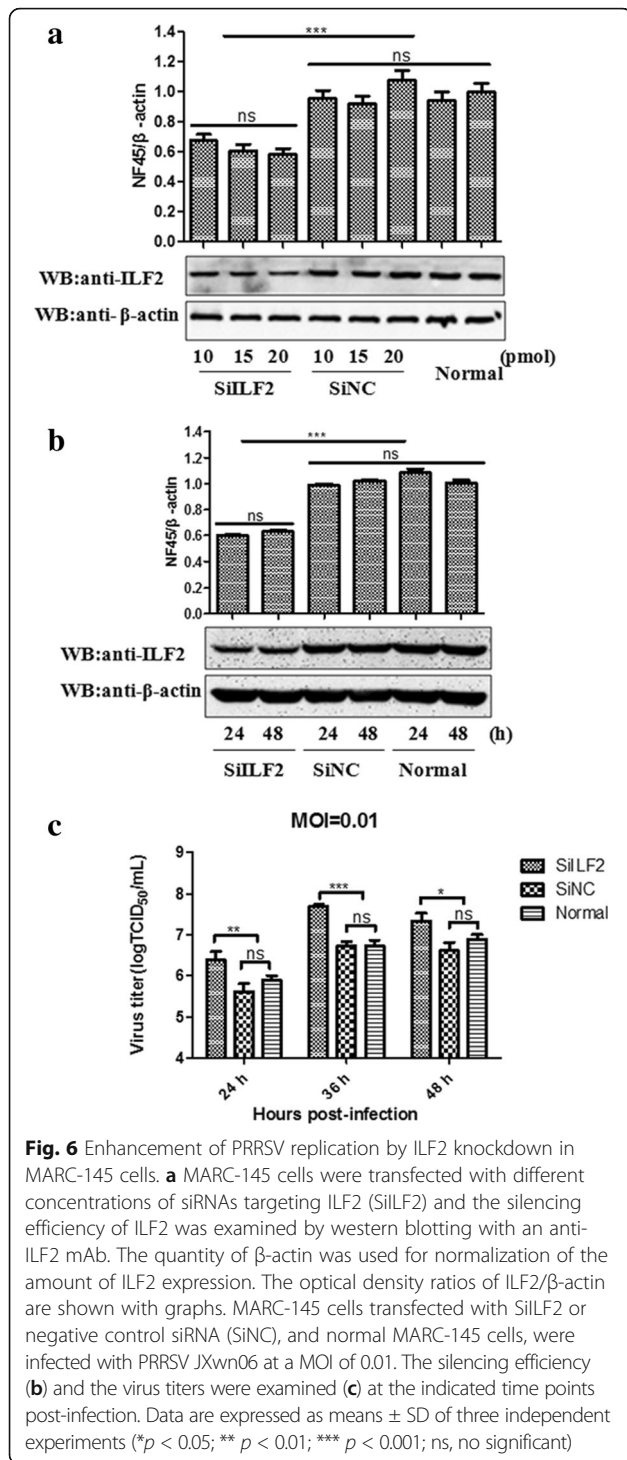 a
***
ns
ns
NF45/β -actin
1.4
1.2
1.0
0.8
0.6
0.4
0.2
0.0
WB:anti-ILF2
WB:anti- β-actin
10 15 20 10 15 20 (pmol)
SiILF2 SiNC Normal
b
***
ns
ns
NF45/β -actin
1.4
1.2
1.0
0.8
0.6
0.4
0.2
0.0
WB:anti-ILF2
WB:anti-β-actin
24 48 24 48 24 48 (h)
SiILF2 SiNC Normal
c
MOI=0.01
Virus titer (logTCID50/mL)
9
8
7
6
5
4
** ns
*** ns
* ns
SiILF2
SiNC
Normal
24 h 36 h 48 h
Hours post-infection
Fig. 6 Enhancement of PRRSV replication by ILF2 knockdown in
MARC-145 cells. a MARC-145 cells were transfected with different
concentrations of siRNAs targeting ILF2 (SiILF2) and the silencing
efficiency of ILF2 was examined by western blotting with an anti-
ILF2 mAb. The quantity of β-actin was used for normalization of the
amount of ILF2 expression. The optical density ratios of ILF2/β-actin
are shown with graphs. MARC-145 cells transfected with SiILF2 or
negative control siRNA (SiNC), and normal MARC-145 cells, were
infected with PRRSV JXwn06 at a MOI of 0.01. The silencing efficiency
(b) and the virus titers were examined (c) at the indicated time points
post-infection. Data are expressed as means ± SD of three independent
experiments (*p < 0.05; ** p < 0.01; *** p < 0.001; ns, no significant)